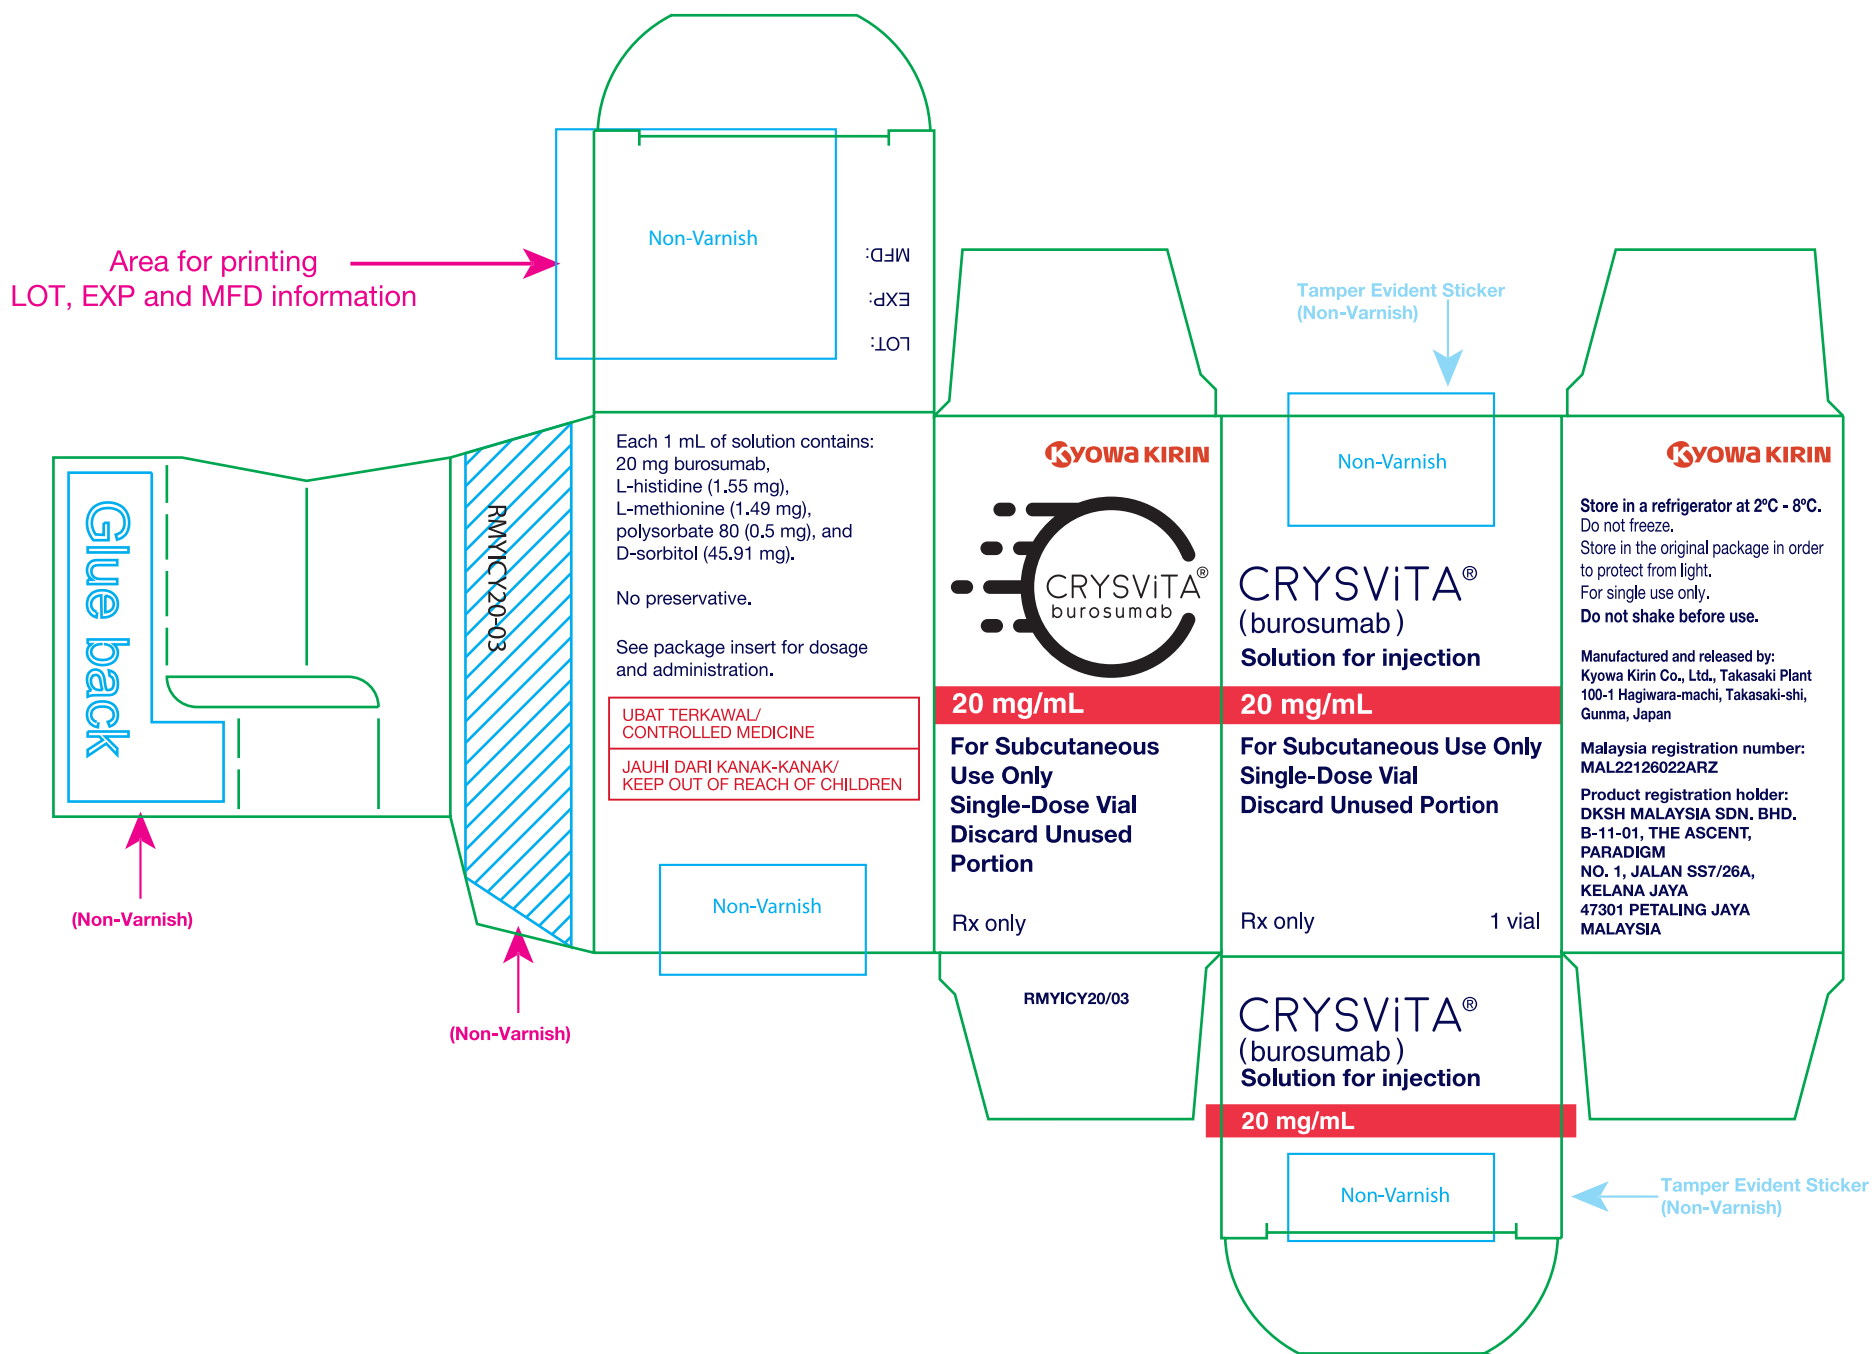 Area for printing
LOT, EXP and MFD information
Non-Varnish
MFD:
EXP:
LOT:
Glue back
(Non-Varnish)
RMYICY20-03
(Non-Varnish)
Each 1 mL of solution contains:
20 mg burosumab,
L-histidine (1.55 mg),
L-methionine (1.49 mg),
polysorbate 80 (0.5 mg), and
D-sorbitol (45.91 mg).
No preservative.
See package insert for dosage
and administration.
UBAT TERKAWAL/
CONTROLLED MEDICINE
JAUHI DARI KANAK-KANAK/
KEEP OUT OF REACH OF CHILDREN
Non-Varnish
KYOWA KIRIN
CRYSViTA®
burosumab
20 mg/mL
For Subcutaneous
Use Only
Single-Dose Vial
Discard Unused
Portion
Rx only
RMYICY20/03
Tamper Evident Sticker
(Non-Varnish)
Non-Varnish
CRYSViTA®
(burosumab)
Solution for injection
20 mg/mL
For Subcutaneous Use Only
Single-Dose Vial
Discard Unused Portion
Rx only 1 vial
CRYSViTA®
(burosumab)
Solution for injection
20 mg/mL
Non-Varnish
Tamper Evident Sticker
(Non-Varnish)
KYOWA KIRIN
Store in a refrigerator at 2ºC - 8ºC.
Do not freeze.
Store in the original package in order
to protect from light.
For single use only.
Do not shake before use.
Manufactured and released by:
Kyowa Kirin Co., Ltd., Takasaki Plant
100-1 Hagiwara-machi, Takasaki-shi,
Gunma, Japan
Malaysia registration number:
MAL22126022ARZ
Product registration holder:
DKSH MALAYSIA SDN. BHD.
B-11-01, THE ASCENT,
PARADIGM
NO. 1, JALAN SS7/26A,
KELANA JAYA
47301 PETALING JAYA
MALAYSIA